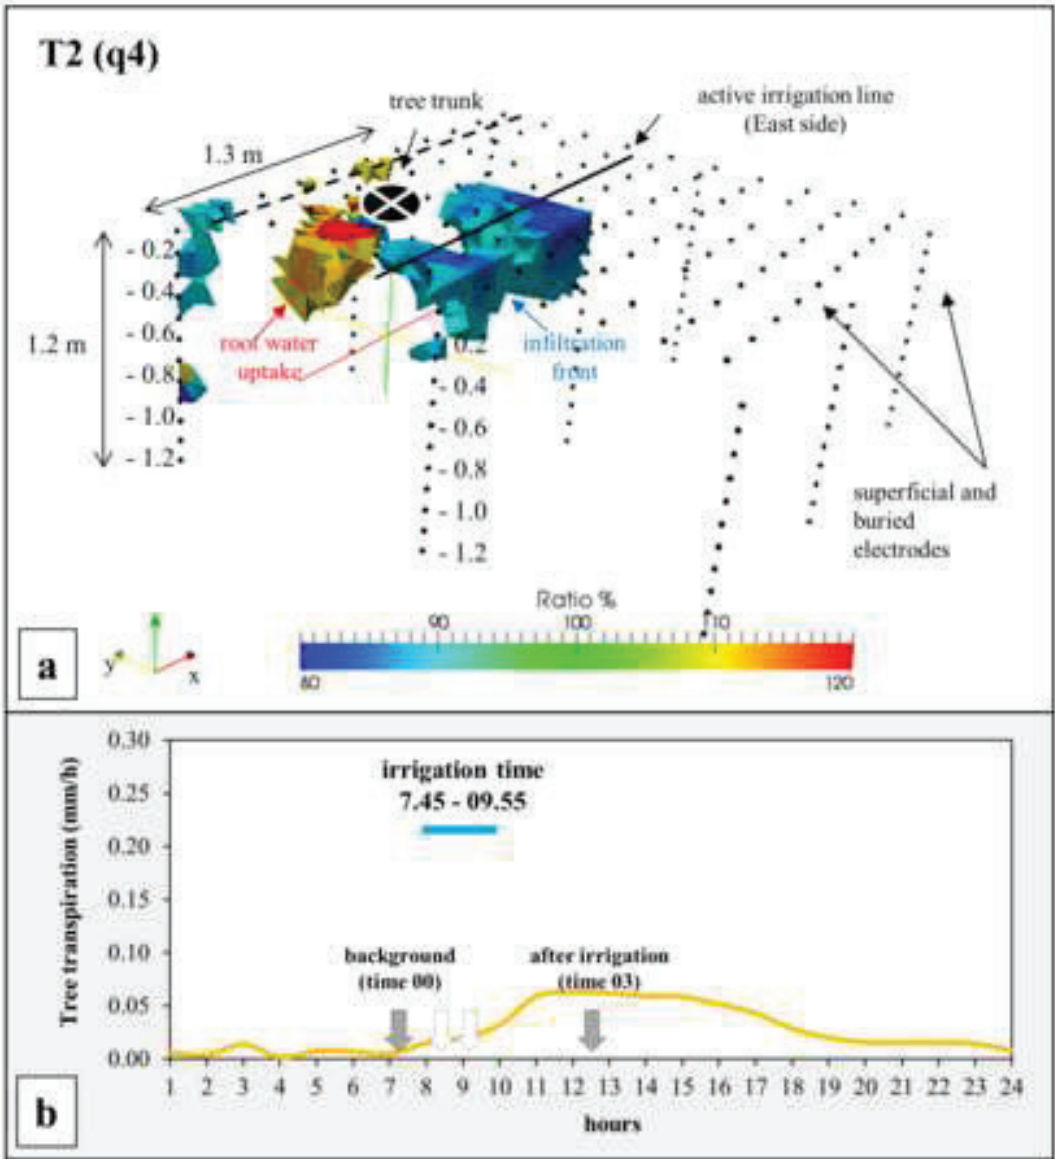 T2 (q4)
tree trunk
active irrigation line
(East side)
1.3 m
- 0.2
- 0.4
- 0.6
- 0.8
- 1.0
- 1.2
1.2 m
root water
uptake
infiltration
front
0.2
- 0.4
- 0.6
- 0.8
- 1.0
- 1.2
superficial and
buried
electrodes
Ratio %
90 100 110
80 120
y x
a
0.30
0.25
0.20
0.15
0.10
0.05
0.00
Tree transpiration (mm/h)
irrigation time
7.45 - 09.55
background
(time 00)
after irrigation
(time 03)
1 2 3 4 5 6 7 8 9 10 11 12 13 14 15 16 17 18 19 20 21 22 23 24
hours
b